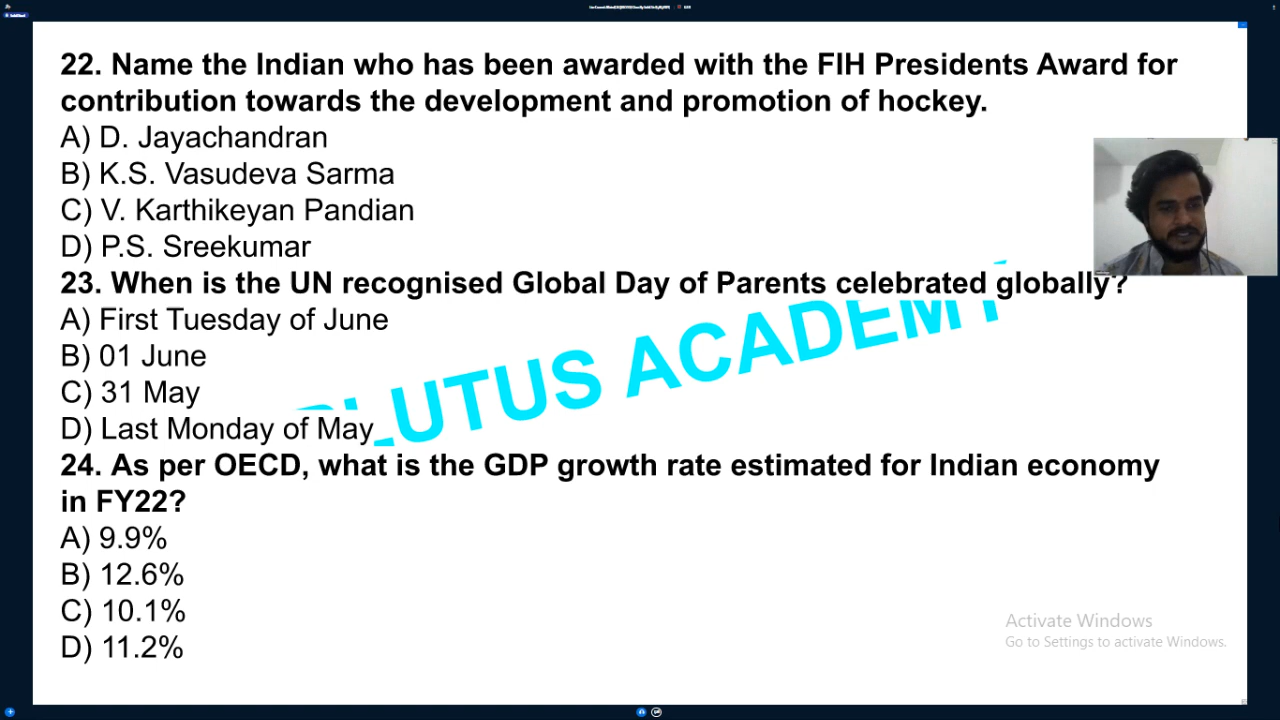 22. Name the Indian who has been awarded with the FIH Presidents Award for
contribution towards the development and promotion of hockey.
A) D. Jayachandran
B) K.S. Vasudeva Sarma
C) V. Karthikeyan Pandian
D) P.S. Sreekumar
23. When is the UN recognised Global Day of Parents celebrated globally?
A) First Tuesday of June
B) 01 June
C) 31 May
D) Last Monday of May
LUTUS ACADEMY
24. As per OECD, what is the GDP growth rate estimated for Indian economy
in FY22?
A) 9.9%
B) 12.6%
C) 10.1%
D) 11.2%
Activate Windows
Go to Settings to activate Windows.